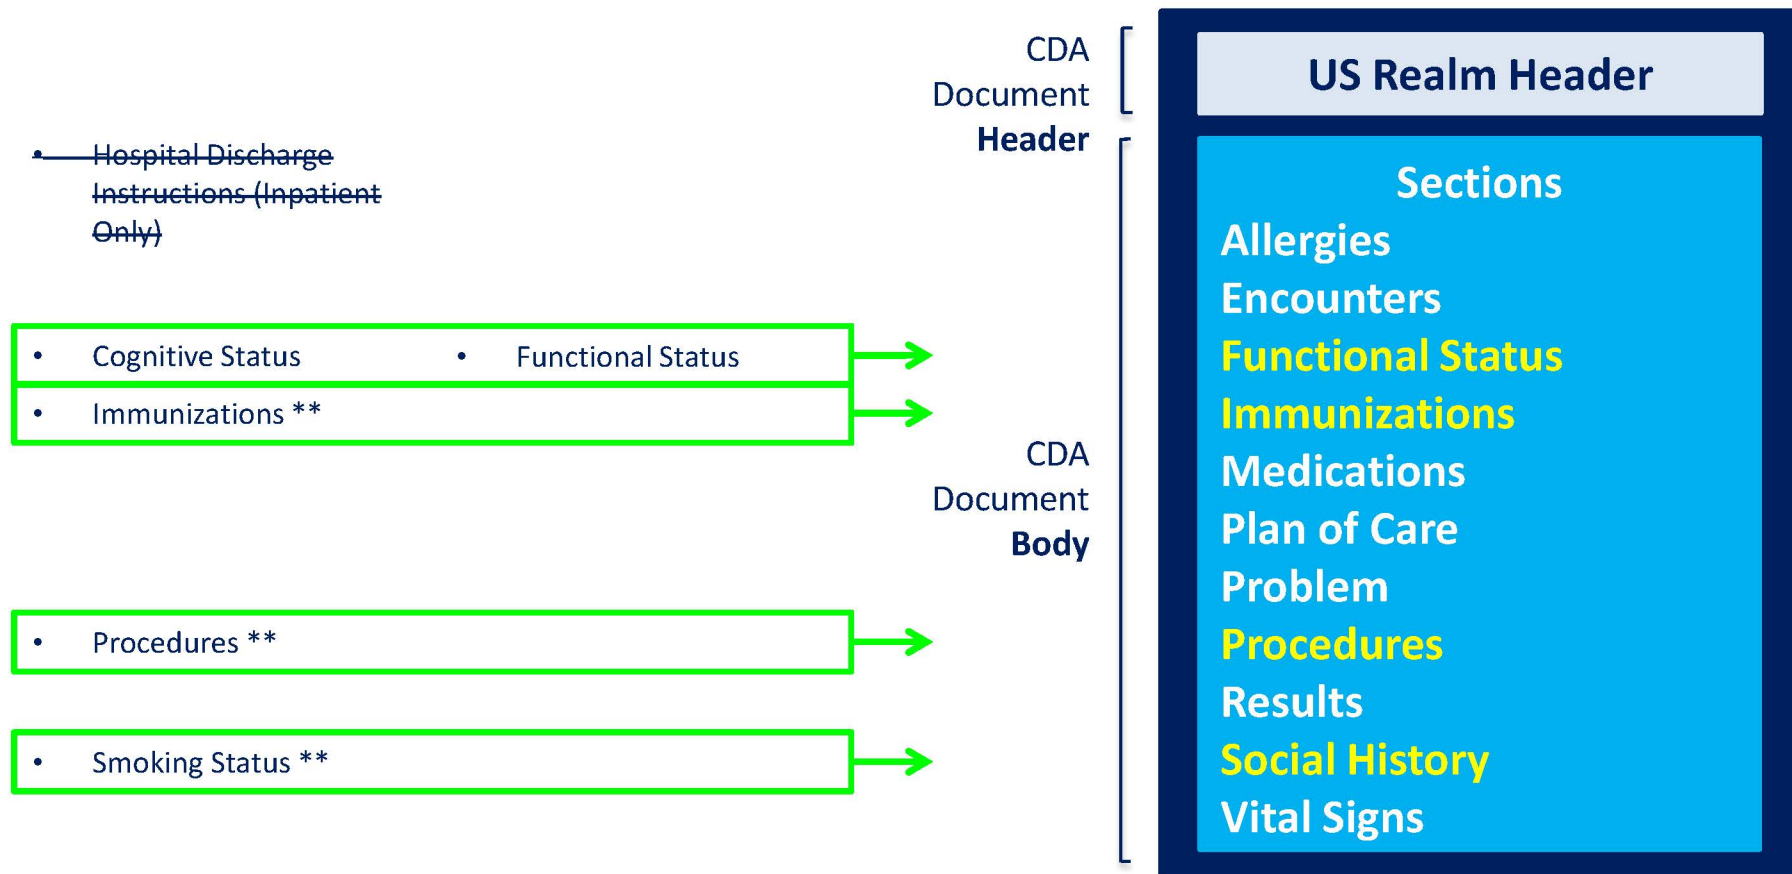 • Hospital Discharge
Instructions (Inpatient
Only)
• Cognitive Status • Functional Status
• Immunizations **
• Procedures **
• Smoking Status **
CDA
Document
Header
CDA
Document
Body
US Realm Header
Sections
Allergies
Encounters
Functional Status
Immunizations
Medications
Plan of Care
Problem
Procedures
Results
Social History
Vital Signs